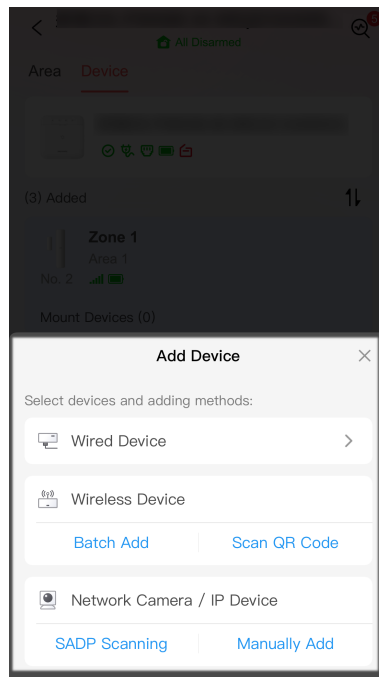 5
All Disarmed
Area Device
(3) Added
Zone 1
Area 1
No. 2
Mount Devices (0)
Add Device
Select devices and adding methods:
Wired Device
Wireless Device
Batch Add Scan QR Code
Network Camera / IP Device
SADP Scanning Manually Add